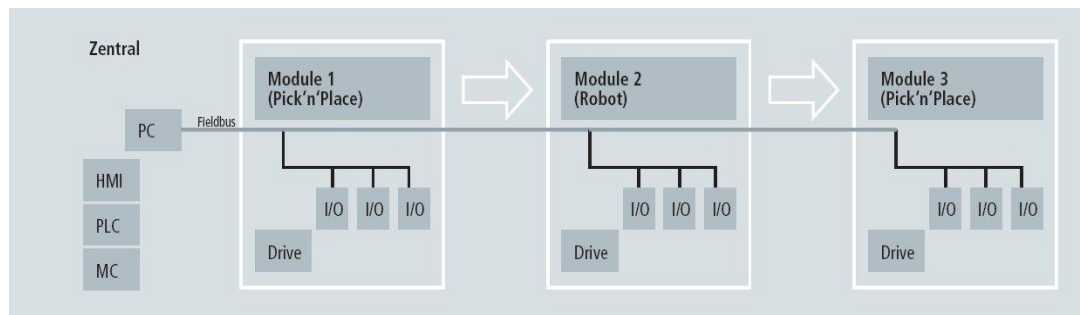 Zentral
Module 1
(Pick'n'Place)
Module 2
(Robot)
Module 3
(Pick'n'Place)
PC
Fieldbus
HMI
PLC
MC
I/O I/O I/O
Drive
I/O I/O I/O
Drive
I/O I/O I/O
Drive